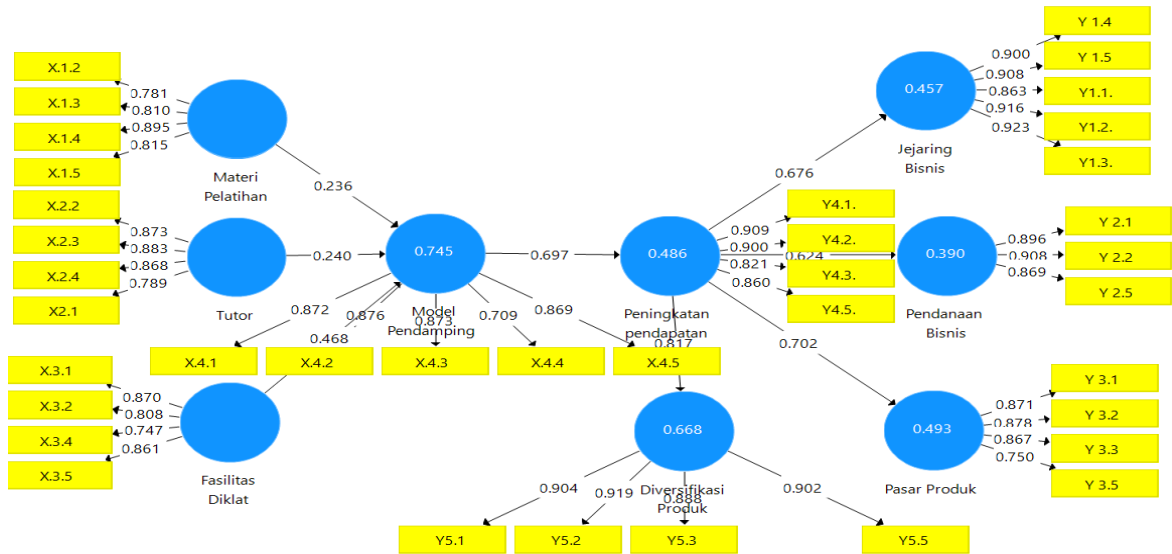 X.1.2
X.1.3
X.1.4
X.1.5
0.781
0.810
0.895
0.815
Materi
Pelatihan
0.236
X.2.2
X.2.3
X.2.4
X2.1
0.873
0.883
0.868
0.789
Tutor
0.240
X.3.1
X.3.2
X.3.4
X.3.5
0.870
0.808
0.747
0.861
Fasilitas
Diklat
0.468
0.745
Model
Pendamping
0.872
0.876
0.873
0.709
0.869
X.4.1
X.4.2
X.4.3
X.4.4
X.4.5
0.697
0.486
Peningkatan
pendapatan
0.909
0.900
0.821
0.860
Y4.1.
Y4.2.
Y4.3.
Y4.5.
0.676
0.624
0.702
0.817
0.457
Jejaring
Bisnis
0.900
0.908
0.863
0.916
0.923
Y 1.4
Y 1.5
Y1.1.
Y1.2.
Y1.3.
0.390
Pendanaan
Bisnis
0.896
0.908
0.869
Y 2.1
Y 2.2
Y 2.5
0.493
Pasar Produk
0.871
0.878
0.867
0.750
Y 3.1
Y 3.2
Y 3.3
Y 3.5
0.668
Diversifikasi
Produk
0.904
0.919
0.888
0.902
Y5.1
Y5.2
Y5.3
Y5.5